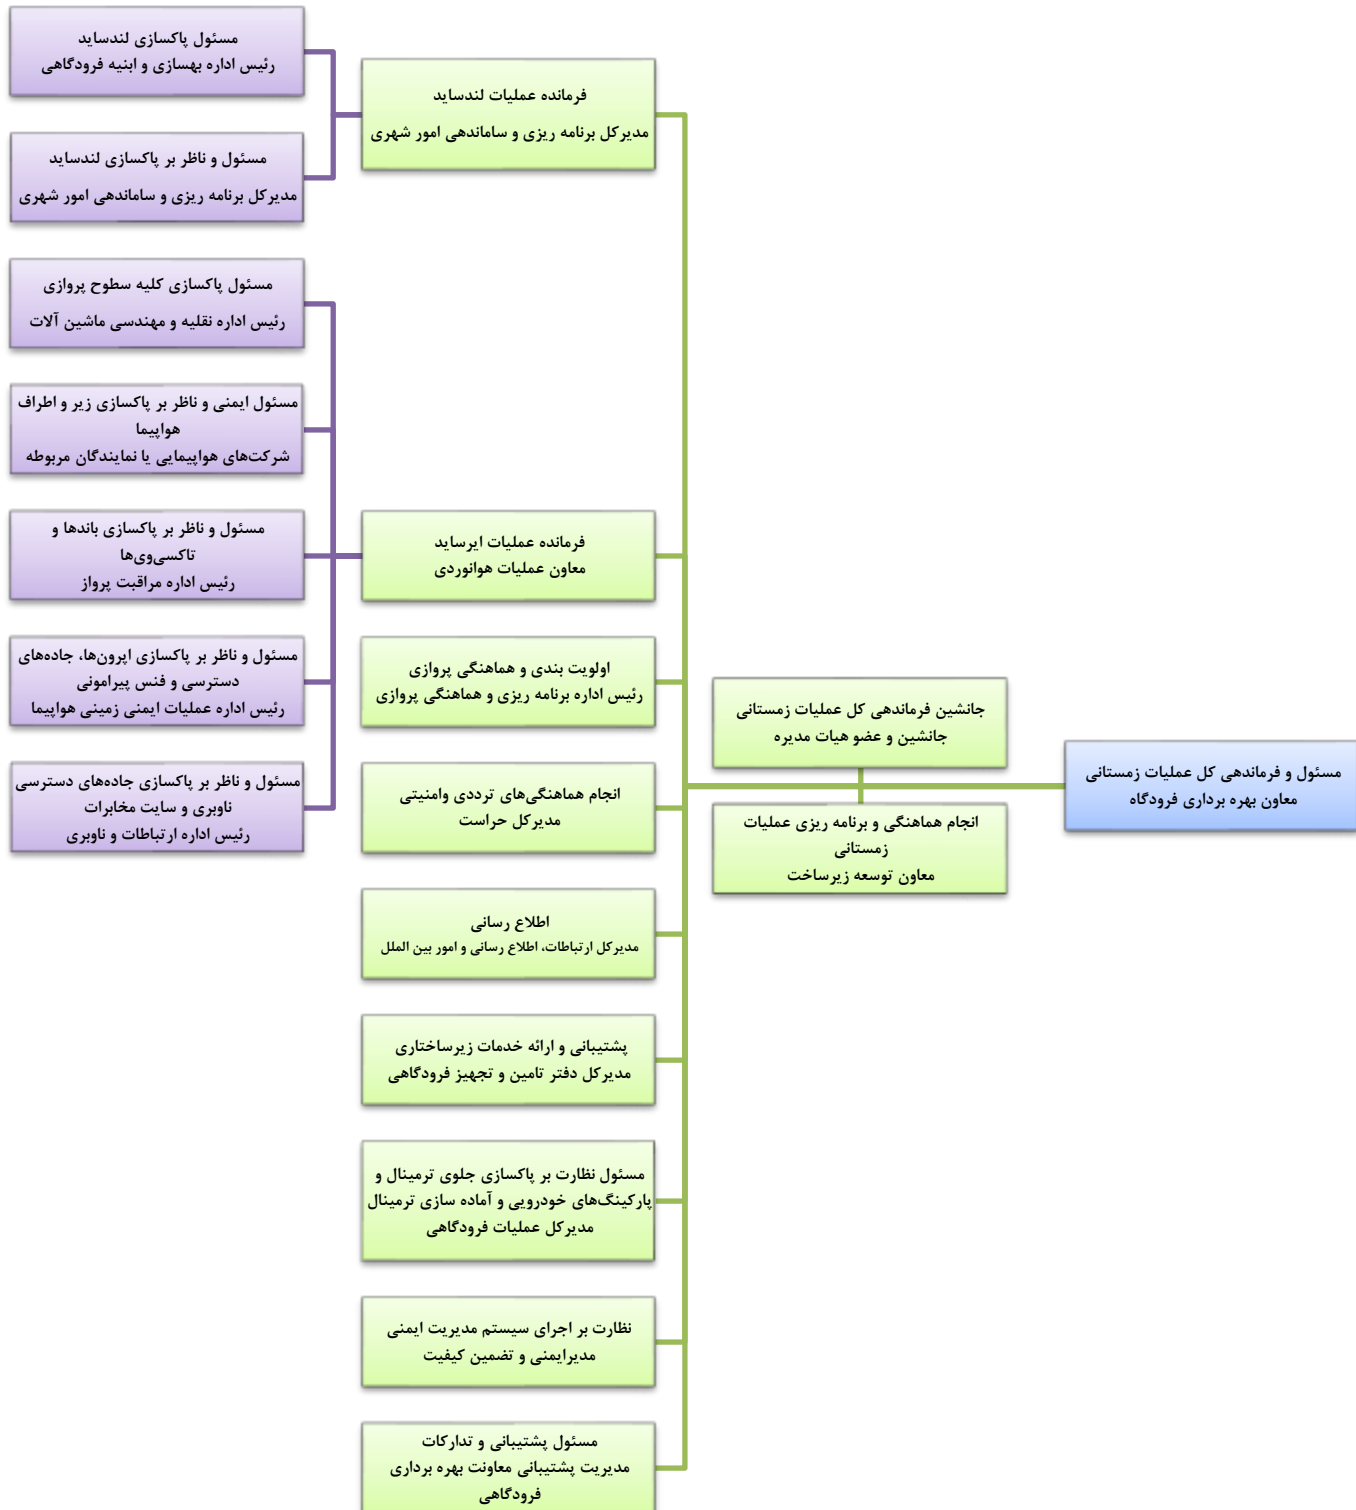 مسئول و فرماندهی کل عملیات زمستانی
معاون بهره برداری فرودگاه
جانشین فرماندهی کل عملیات زمستانی
جانشین و عضو هیات مدیره
انجام هماهنگی و برنامه ریزی عملیات
زمستانی
معاون توسعه زیرساخت
فرمانده عملیات لندساید
مدیرکل برنامه ریزی و ساماندهی امور شهری
مسئول پاکسازی لندساید
رئیس اداره بهسازی و ابنیه فرودگاهی
مسئول و ناظر بر پاکسازی لندساید
مدیرکل برنامه ریزی و ساماندهی امور شهری
فرمانده عملیات ایرساید
معاون عملیات هوانوردی
مسئول پاکسازی کلیه سطوح پروازی
رئیس اداره نقلیه و مهندسی ماشین آلات
مسئول ایمنی و ناظر بر پاکسازی زیر و اطراف
هواپیما
شرکت‌های هواپیمایی یا نمایندگان مربوطه
مسئول و ناظر بر پاکسازی باندها و
تاکسی‌وی‌ها
رئیس اداره مراقبت پرواز
مسئول و ناظر بر پاکسازی اپرون‌ها، جاده‌های
دسترسی و فنس پیرامونی
رئیس اداره عملیات ایمنی زمینی هواپیما
مسئول و ناظر بر پاکسازی جاده‌های دسترسی
ناوبری و سایت مخابرات
رئیس اداره ارتباطات و ناوبری
اولویت بندی و هماهنگی پروازی
رئیس اداره برنامه ریزی و هماهنگی پروازی
انجام هماهنگی‌های ترددی وامنیتی
مدیرکل حراست
اطلاع رسانی
مدیرکل ارتباطات، اطلاع رسانی و امور بین الملل
پشتیبانی و ارائه خدمات زیرساختاری
مدیرکل دفتر تامین و تجهیز فرودگاهی
مسئول نظارت بر پاکسازی جلوی ترمینال و
پارکینگ‌های خودرویی و آماده سازی ترمینال
مدیرکل عملیات فرودگاهی
نظارت بر اجرای سیستم مدیریت ایمنی
مدیرایمنی و تضمین کیفیت
مسئول پشتیبانی و تدارکات
مدیریت پشتیبانی معاونت بهره برداری
فرودگاهی